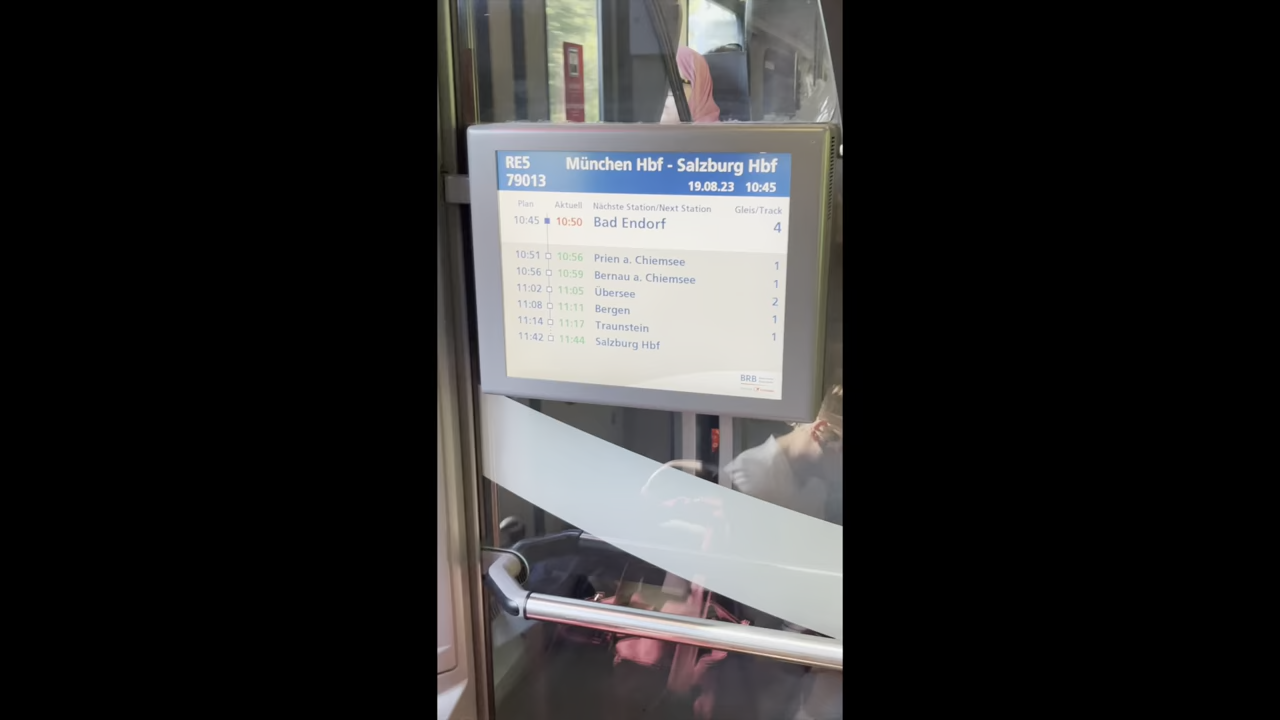 RE5 München Hbf - Salzburg Hbf
79013 19.08.23 10:45
Plan Aktuell Nächste Station/Next Station Gleis/Track
10:45 10:50 Bad Endorf 4
10:51 10:56 Prien a. Chiemsee 1
10:56 10:59 Bernau a. Chiemsee 1
11:02 11:05 Übersee 2
11:08 11:11 Bergen 1
11:14 11:17 Traunstein 1
11:42 11:44 Salzburg Hbf
BRB